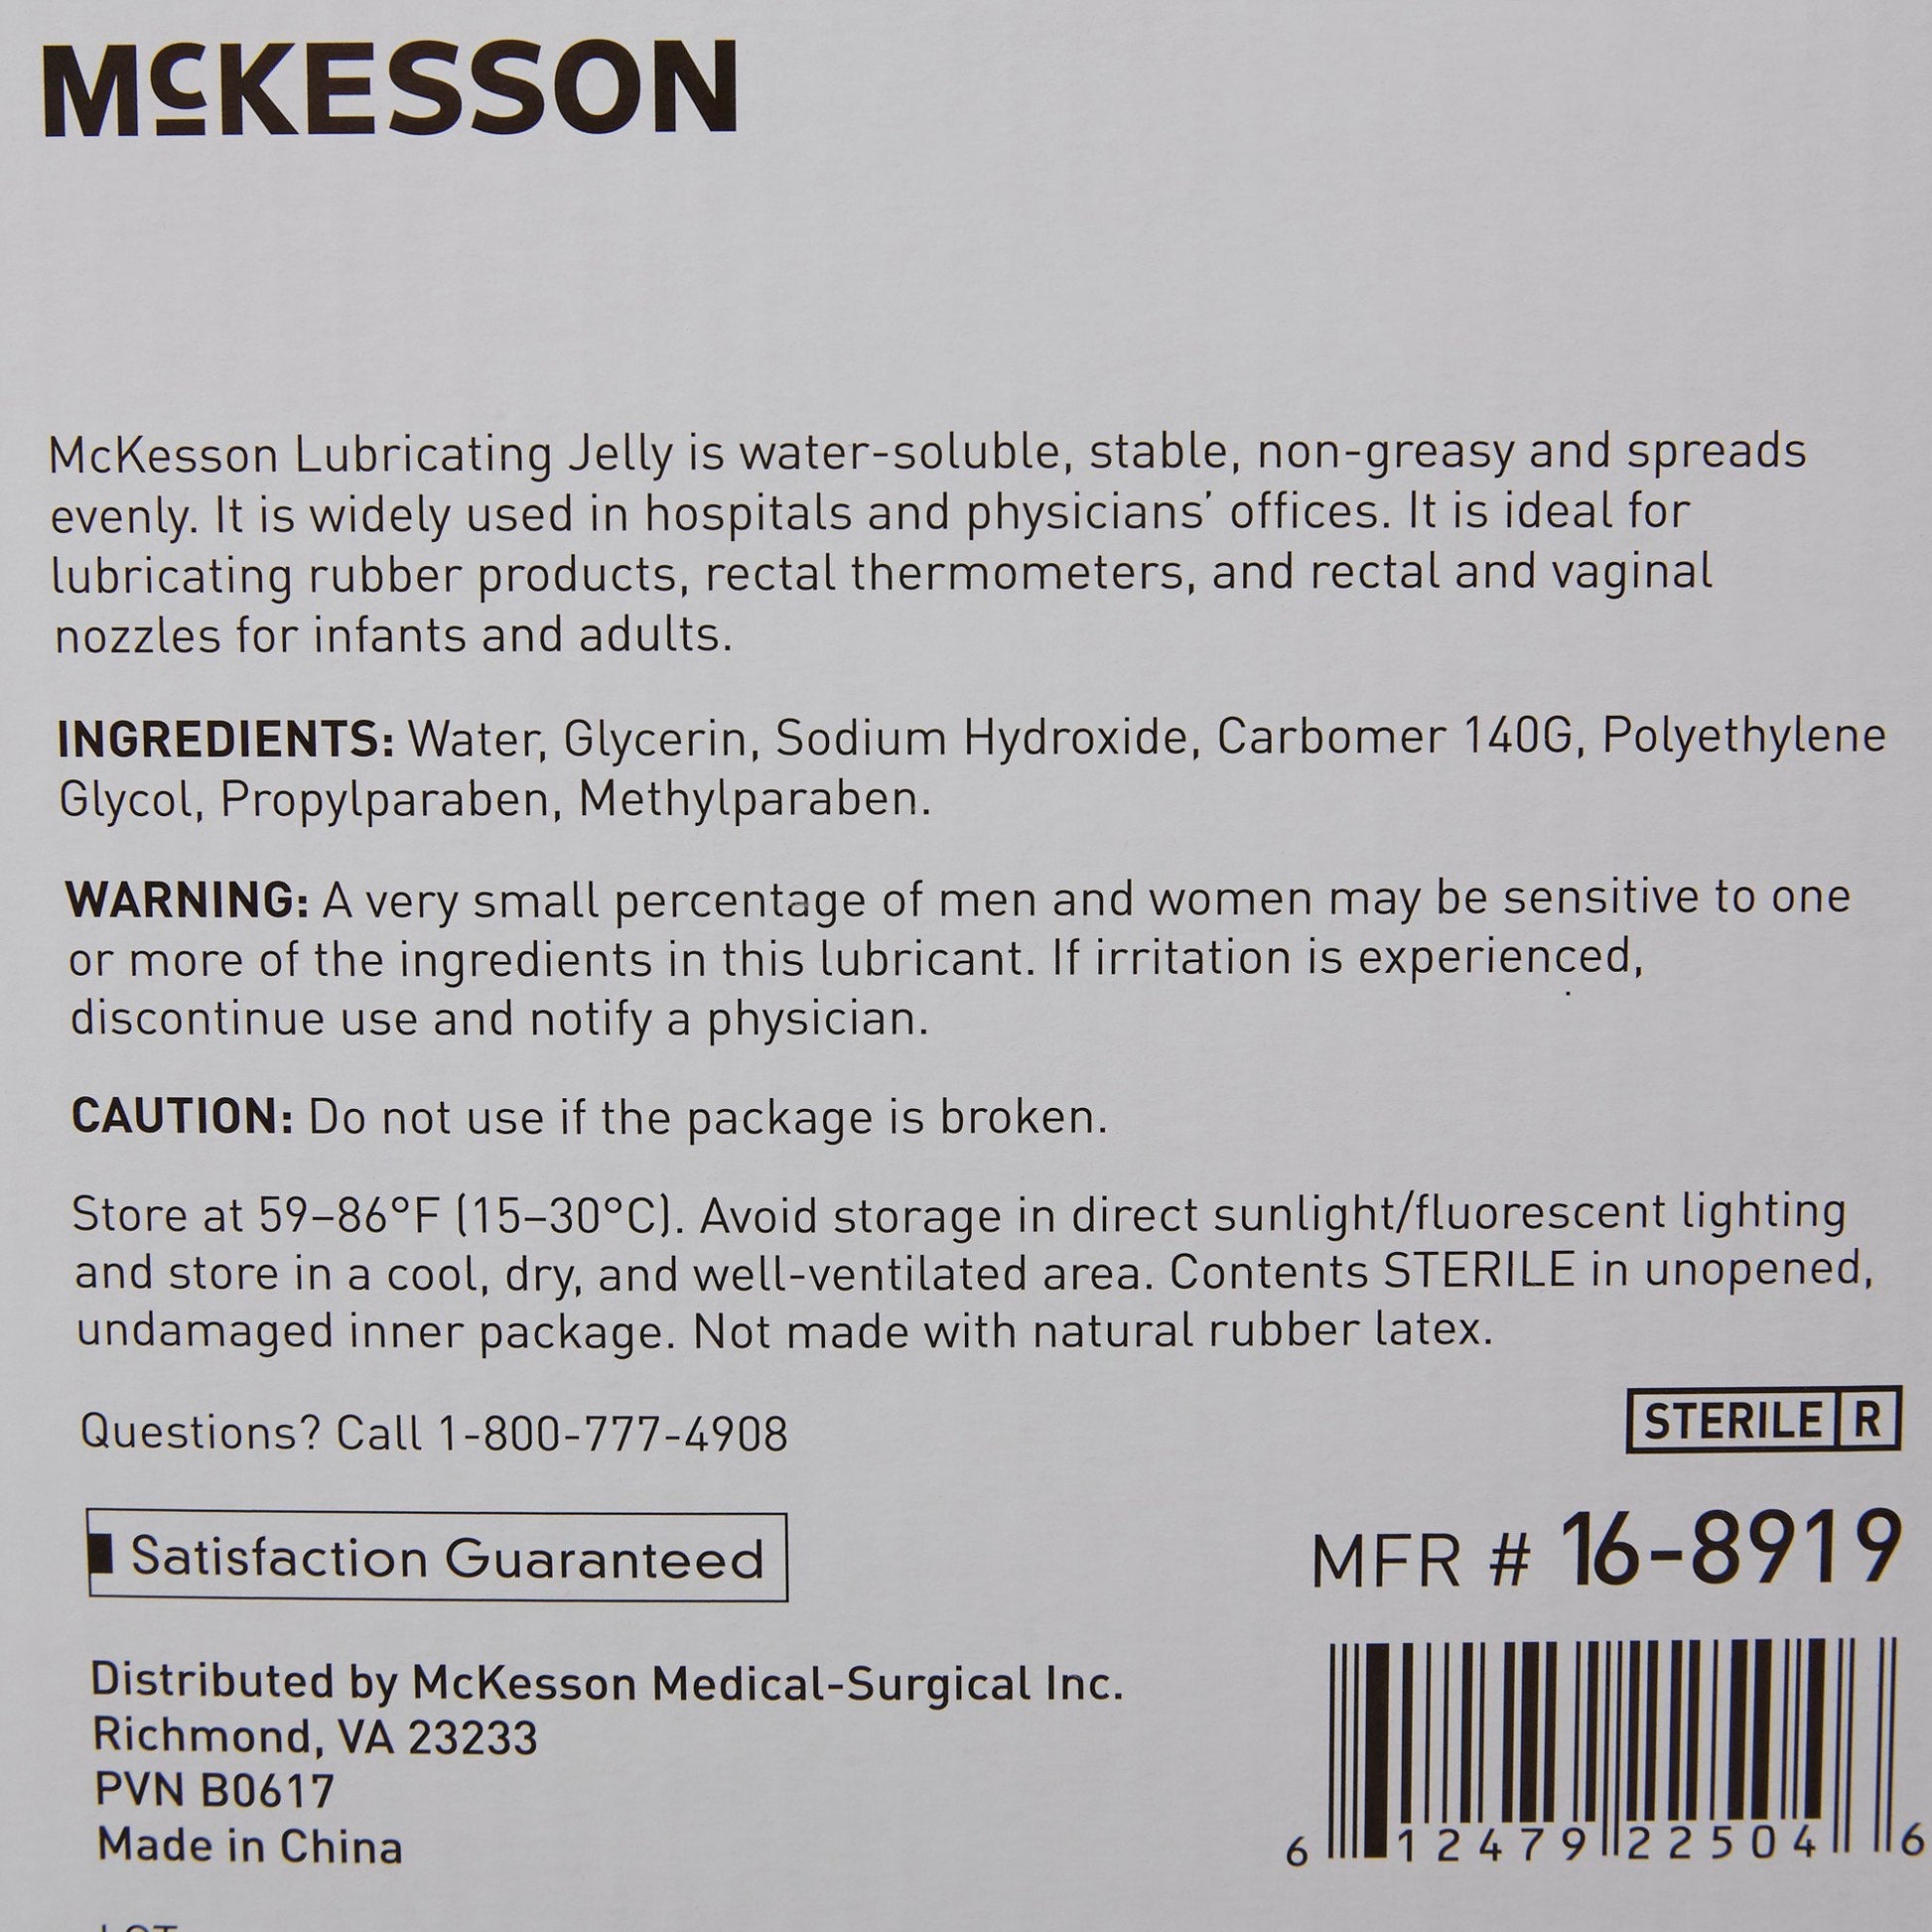 McKESSON
McKesson Lubricating Jelly is water-soluble, stable, non-greasy and spreads
evenly. It is widely used in hospitals and physicians’ offices. It is ideal for
lubricating rubber products, rectal thermometers, and rectal and vaginal
nozzles for infants and adults.
INGREDIENTS: Water, Glycerin, Sodium Hydroxide, Carbomer 140G, Polyethylene
Glycol, Propylparaben, Methylparaben.
WARNING: A very small percentage of men and women may be sensitive to one
or more of the ingredients in this lubricant. If irritation is experienced,
discontinue use and notify a physician.
CAUTION: Do not use if the package is broken.
Store at 59–86°F (15–30°C). Avoid storage in direct sunlight/fluorescent lighting
and store in a cool, dry, and well-ventilated area. Contents STERILE in unopened,
undamaged inner package. Not made with natural rubber latex.
Questions? Call 1-800-777-4908
STERILE R
Satisfaction Guaranteed
MFR # 16-8919
Distributed by McKesson Medical-Surgical Inc.
Richmond, VA 23233
PVN B0617
Made in China
6 12479 22504 6